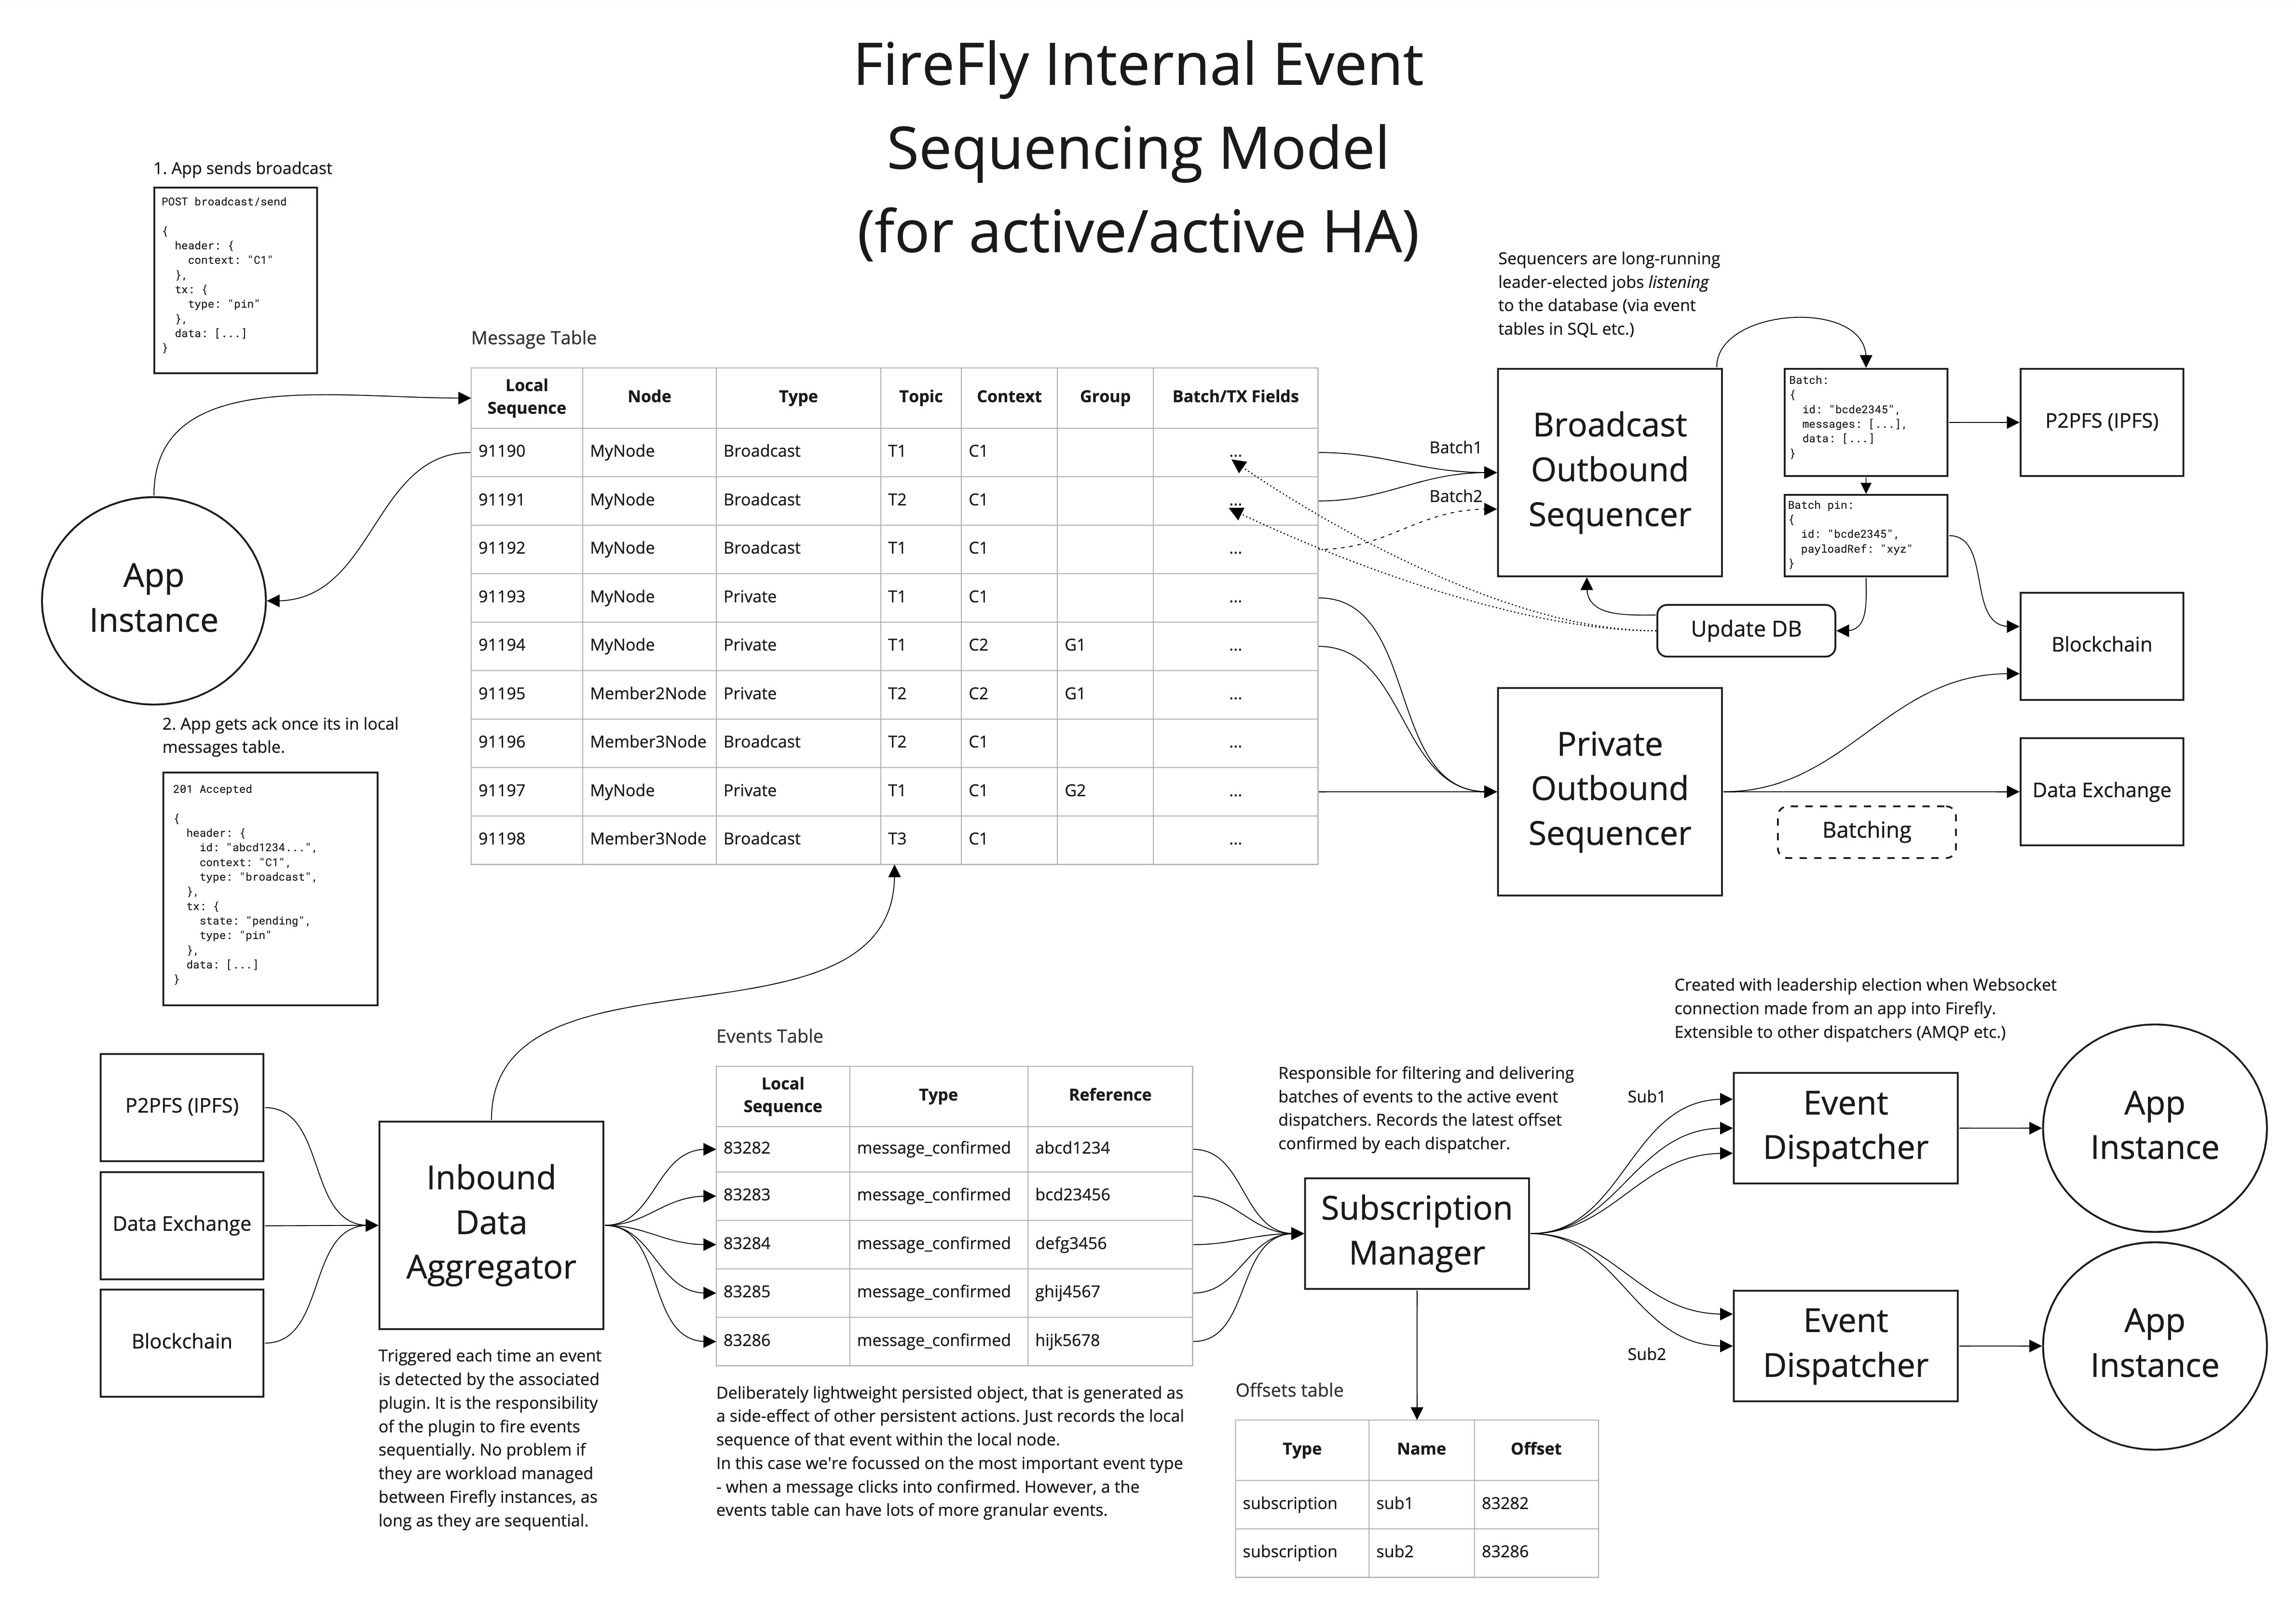 FireFly Internal Event
Sequencing Model
(for active/active HA)
1. App sends broadcast
POST broadcast/send
{
header: {
context: "C1"
},
tx: {
type: "pin"
},
data: [...]
}
App
Instance
2. App gets ack once its in local
messages table.
201 Accepted
{
header: {
id: "abcd1234...",
context: "C1",
type: "broadcast",
},
tx: {
state: "pending",
type: "pin"
},
data: [...]
}
Message Table
Local Sequence Node Type Topic Context Group Batch/TX Fields
91190 MyNode Broadcast T1 C1 ...
91191 MyNode Broadcast T2 C1 ...
91192 MyNode Broadcast T1 C1 ...
91193 MyNode Private T1 C1 ...
91194 MyNode Private T1 C2 G1 ...
91195 Member2Node Private T2 C2 G1 ...
91196 Member3Node Broadcast T2 C1 ...
91197 MyNode Private T1 C1 G2 ...
91198 Member3Node Broadcast T3 C1 ...
Sequencers are long-running
leader-elected jobs listening
to the database (via event
tables in SQL etc.)
Batch1
Batch2
Broadcast
Outbound
Sequencer
Batch:
{
id: "bcde2345",
messages: [...],
data: [...]
}
P2PFS (IPFS)
Batch pin:
{
id: "bcde2345",
payloadRef: "xyz"
}
Update DB
Blockchain
Private
Outbound
Sequencer
Data Exchange
Batching
P2PFS (IPFS)
Data Exchange
Blockchain
Inbound
Data
Aggregator
Triggered each time an event
is detected by the associated
plugin. It is the responsibility
of the plugin to fire events
sequentially. No problem if
they are workload managed
between Firefly instances, as
long as they are sequential.
Events Table
Local Sequence Type Reference
83282 message_confirmed abcd1234
83283 message_confirmed bcd23456
83284 message_confirmed defg3456
83285 message_confirmed ghij4567
83286 message_confirmed hijk5678
Deliberately lightweight persisted object, that is generated as
a side-effect of other persistent actions. Just records the local
sequence of that event within the local node.
In this case we're focussed on the most important event type
- when a message clicks into confirmed. However, a the
events table can have lots of more granular events.
Responsible for filtering and delivering
batches of events to the active event
dispatchers. Records the latest offset
confirmed by each dispatcher.
Subscription
Manager
Offsets table
Type Name Offset
subscription sub1 83282
subscription sub2 83286
Created with leadership election when Websocket
connection made from an app into Firefly.
Extensible to other dispatchers (AMQP etc.)
Sub1
Event
Dispatcher
App
Instance
Sub2
Event
Dispatcher
App
Instance